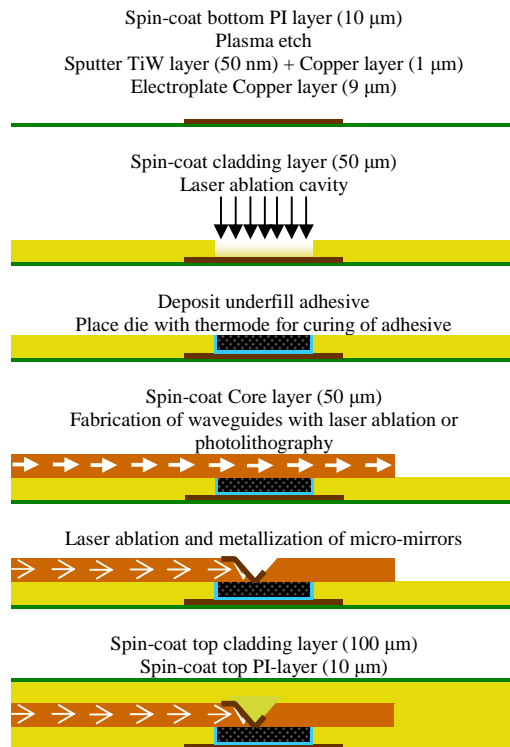 Spin-coat bottom PI layer (10 μm)
Plasma etch
Sputter TiW layer (50 nm) + Copper layer (1 μm)
Electroplate Copper layer (9 μm)
Spin-coat cladding layer (50 μm)
Laser ablation cavity
Deposit underfill adhesive
Place die with thermode for curing of adhesive
Spin-coat Core layer (50 μm)
Fabrication of waveguides with laser ablation or
photolithography
Laser ablation and metallization of micro-mirrors
Spin-coat top cladding layer (100 μm)
Spin-coat top PI-layer (10 μm)